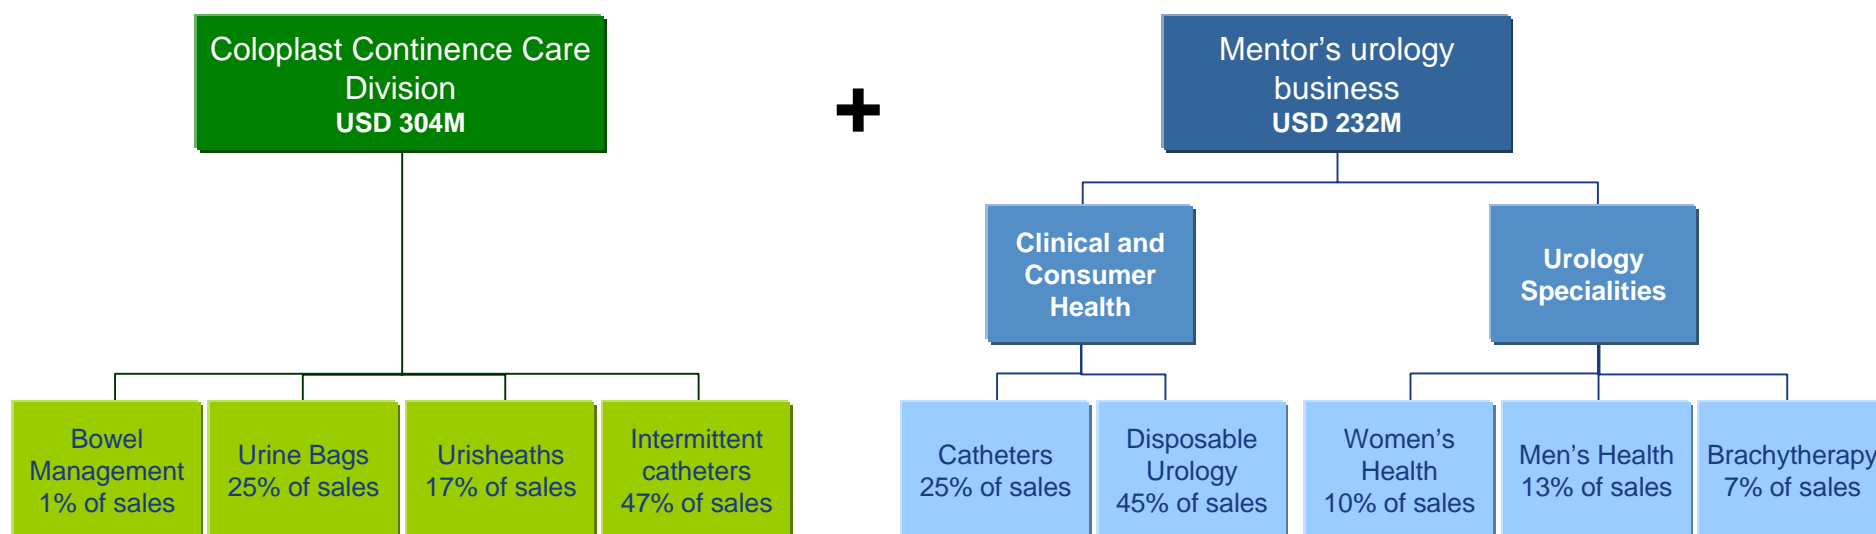 Coloplast Continence Care
Division
USD 304M
+
Mentor’s urology
business
USD 232M
Clinical and
Consumer
Health
Urology
Specialities
Bowel
Management
1% of sales
Urine Bags
25% of sales
Urisheaths
17% of sales
Intermittent
catheters
47% of sales
Catheters
25% of sales
Disposable
Urology
45% of sales
Women’s
Health
10% of sales
Men’s Health
13% of sales
Brachytherapy
7% of sales